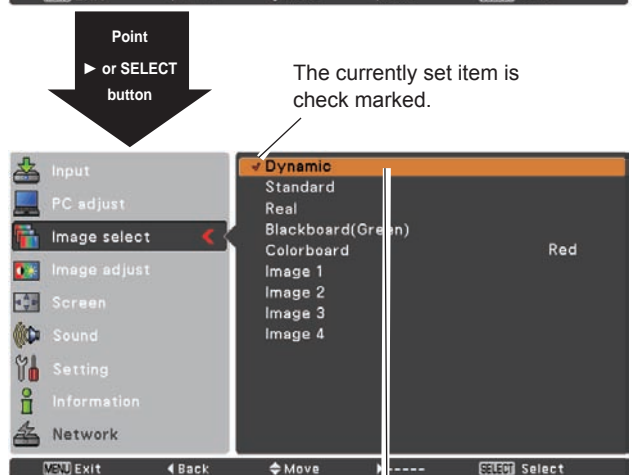 Point
► or SELECT
button
The currently set item is
check marked.
Input
PC adjust
Image select
Image adjust
Screen
Sound
Setting
Information
Network
✔ Dynamic
Standard
Real
Blackboard(Green)
Colorboard Red
Image 1
Image 2
Image 3
Image 4
MENU Exit ◄Back Move ►----- SELECT Select